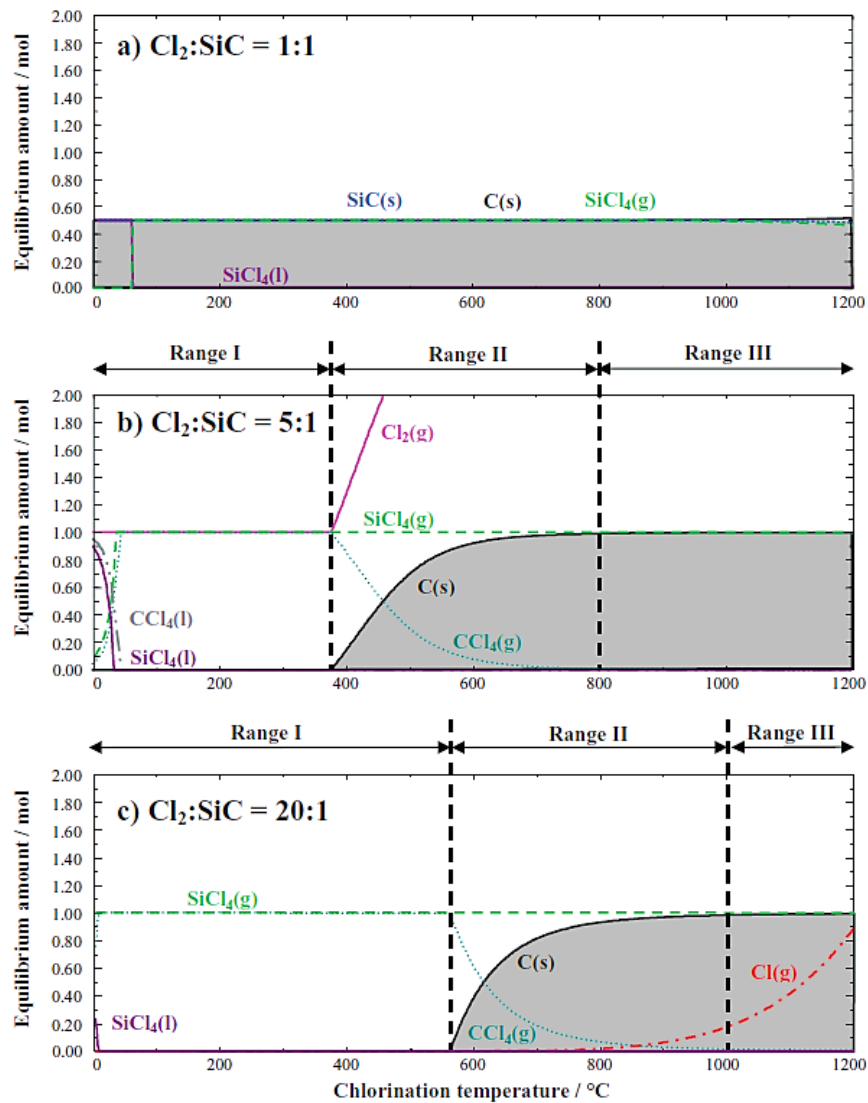 a) Cl₂:SiC = 1:1
Equilibrium amount / mol
2.00
1.80
1.60
1.40
1.20
1.00
0.80
0.60
0.40
0.20
0.00
SiC(s) C(s) SiCl₄(g)
SiCl₄(l)
0 200 400 600 800 1000 1200
Range I Range II Range III
b) Cl₂:SiC = 5:1
Equilibrium amount / mol
2.00
1.80
1.60
1.40
1.20
1.00
0.80
0.60
0.40
0.20
0.00
Cl₂(g)
SiCl₄(g)
C(s)
CCl₄(l)
CCl₄(g)
SiCl₄(l)
0 200 400 600 800 1000 1200
Range I Range II Range III
c) Cl₂:SiC = 20:1
Equilibrium amount / mol
2.00
1.80
1.60
1.40
1.20
1.00
0.80
0.60
0.40
0.20
0.00
SiCl₄(g)
C(s)
Cl(g)
SiCl₄(l)
CCl₄(g)
0 200 400 600 800 1000 1200
Chlorination temperature / °C